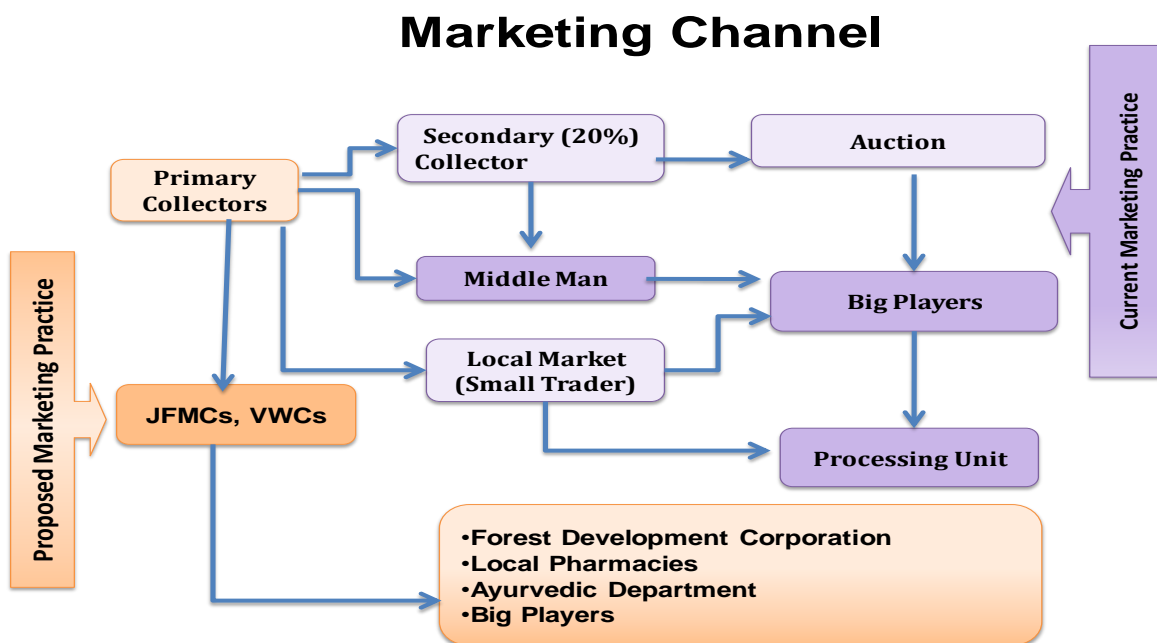 Marketing Channel
Secondary (20%)
Collector
Auction
Primary
Collectors
Middle Man
Big Players
Local Market
(Small Trader)
JFMCs, VWCs
Processing Unit
•Forest Development Corporation
•Local Pharmacies
•Ayurvedic Department
•Big Players
Proposed Marketing Practice
Current Marketing Practice